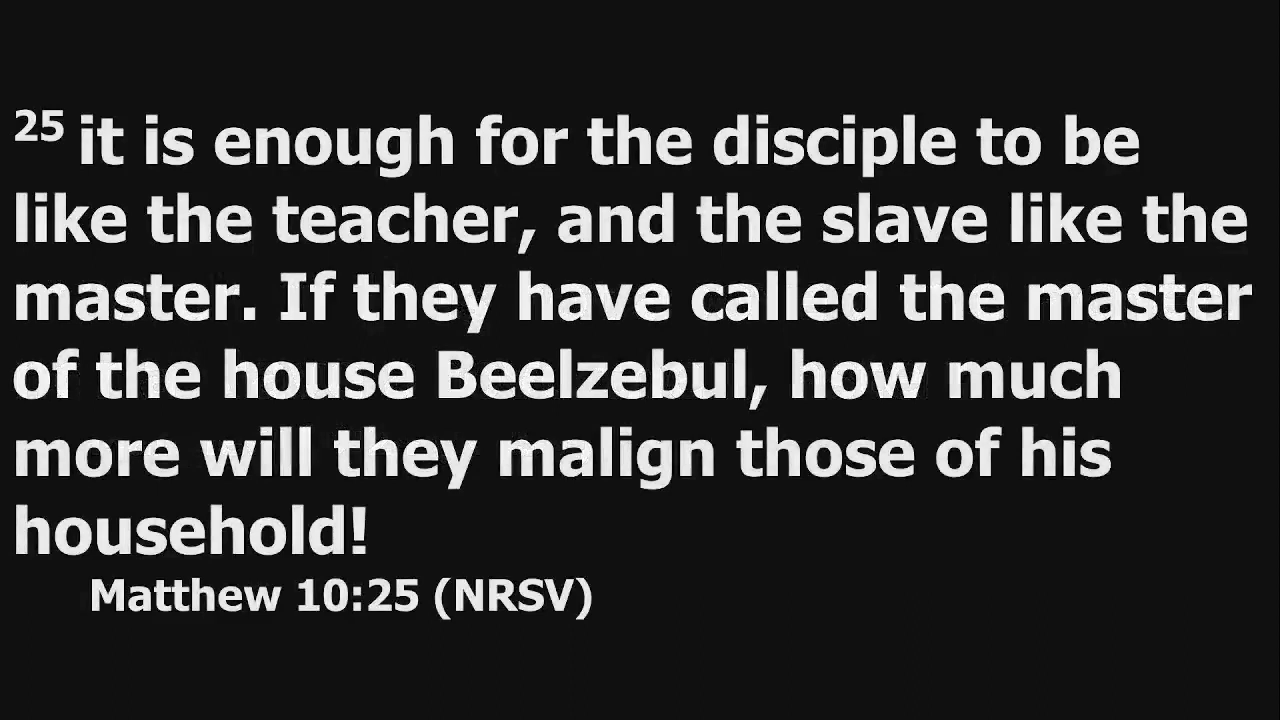 25 it is enough for the disciple to be
like the teacher, and the slave like the
master. If they have called the master
of the house Beelzebul, how much
more will they malign those of his
household!
Matthew 10:25 (NRSV)